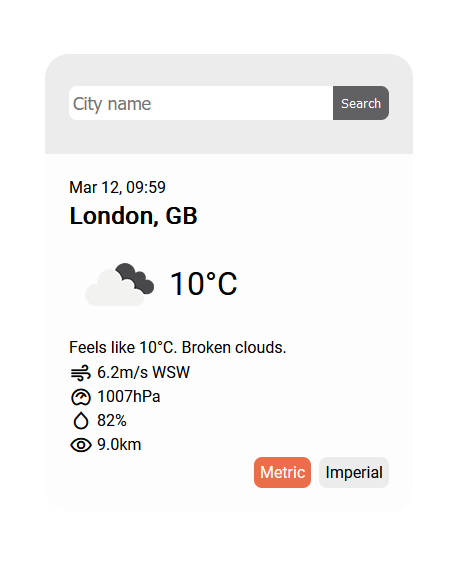 City name Search
Mar 12, 09:59
London, GB
10°C
Feels like 10°C. Broken clouds.
6.2m/s WSW
1007hPa
82%
9.0km
Metric Imperial